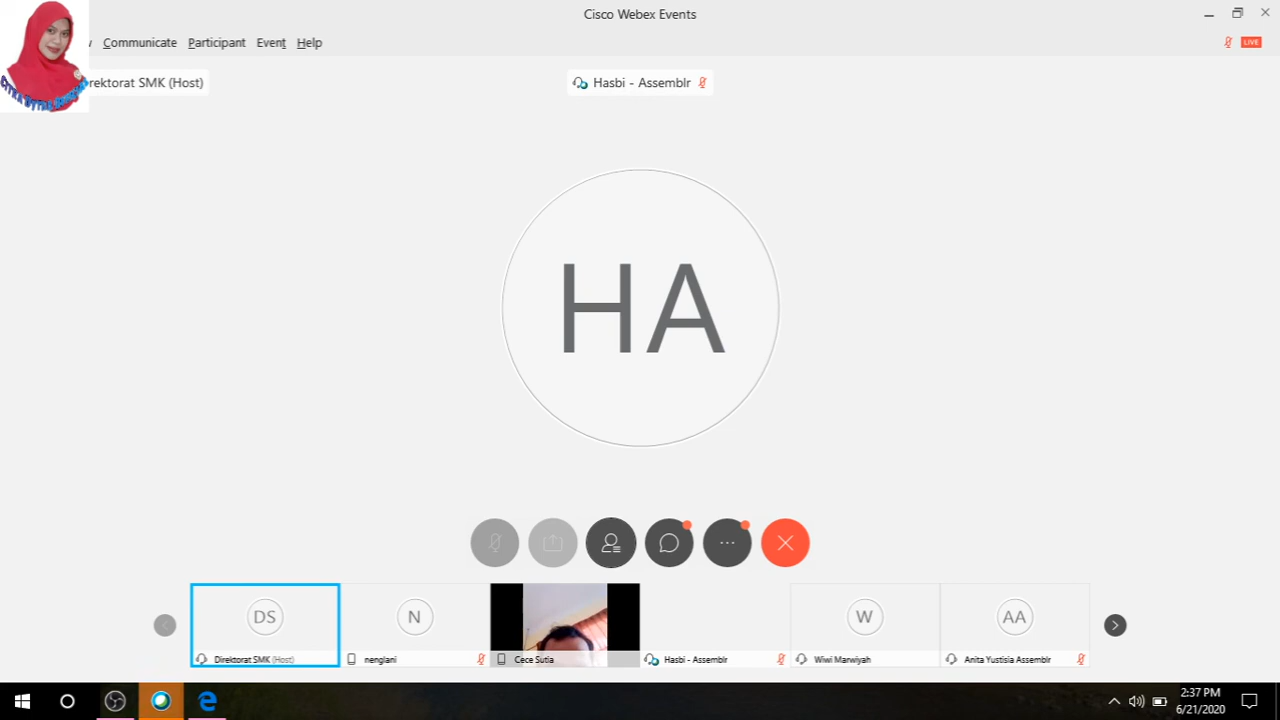 Cisco Webex Events
Communicate Participant Event Help
LIVE
Direktorat SMK (Host)
Hasbi - Assemblr
HA
DS
N
W
AA
Direktorat SMK (Host)
nenglani
Cece Sutia
Hasbi - Assemblr
Wiwi Marwiyah
Anita Yustisia Assemblr
2:37 PM
6/21/2020